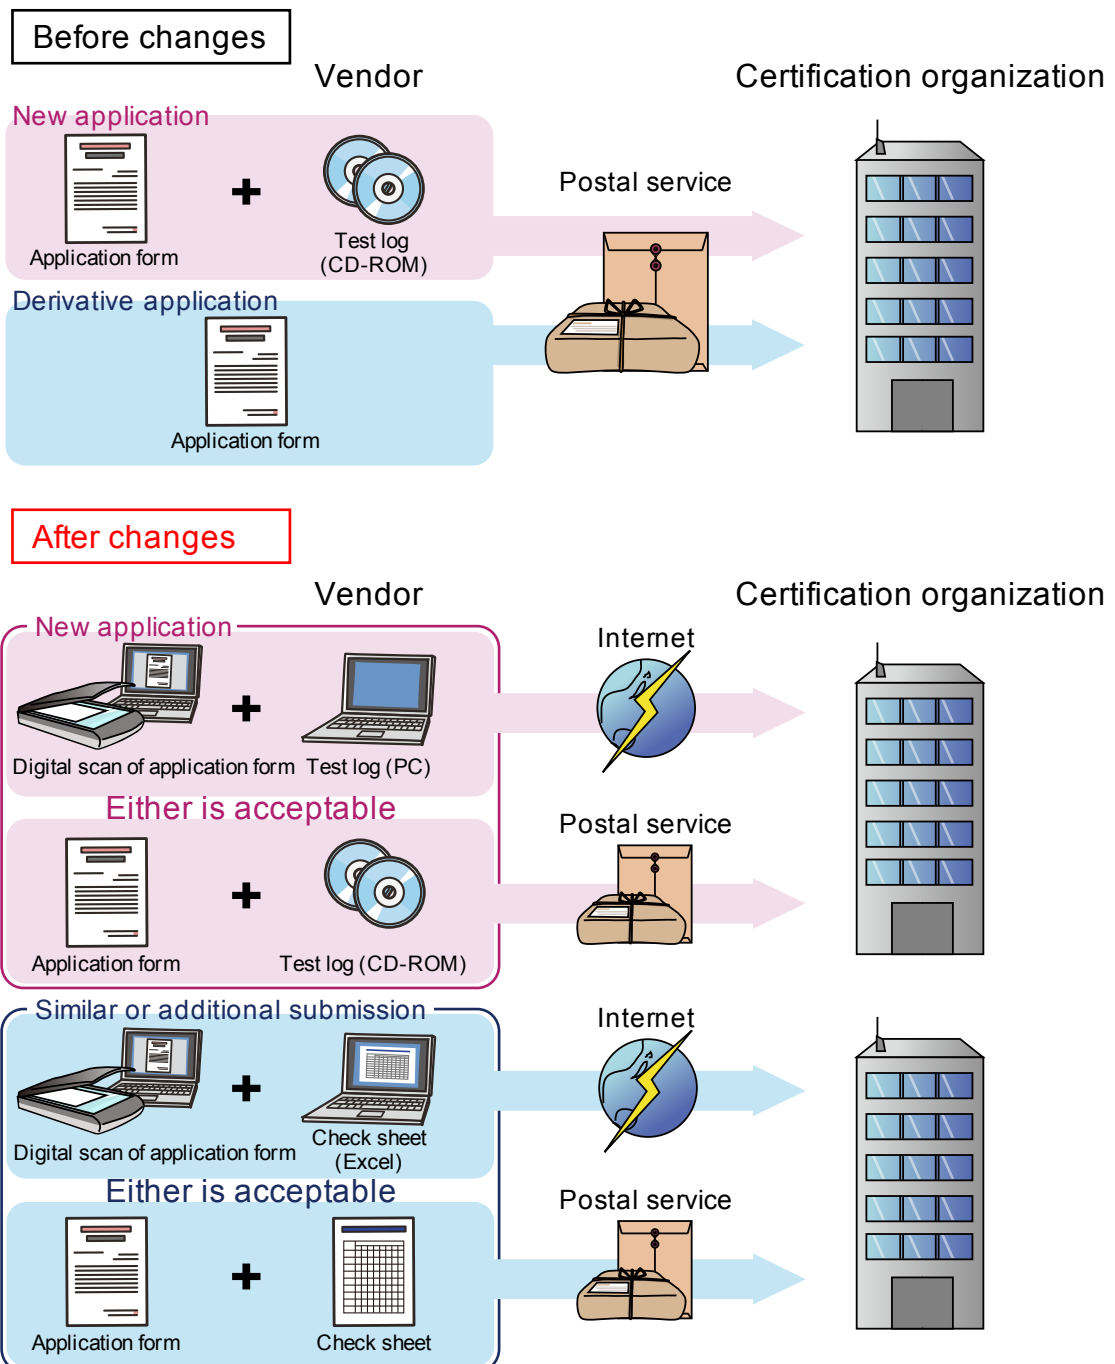 Before changes
Vendor
Certification organization
New application
Application form
Test log
(CD-ROM)
Postal service
Derivative application
Application form
After changes
Vendor
Certification organization
New application
Internet
Digital scan of application form
Test log (PC)
Either is acceptable
Postal service
Application form
Test log (CD-ROM)
Similar or additional submission
Internet
Digital scan of application form
Check sheet
(Excel)
Either is acceptable
Postal service
Application form
Check sheet